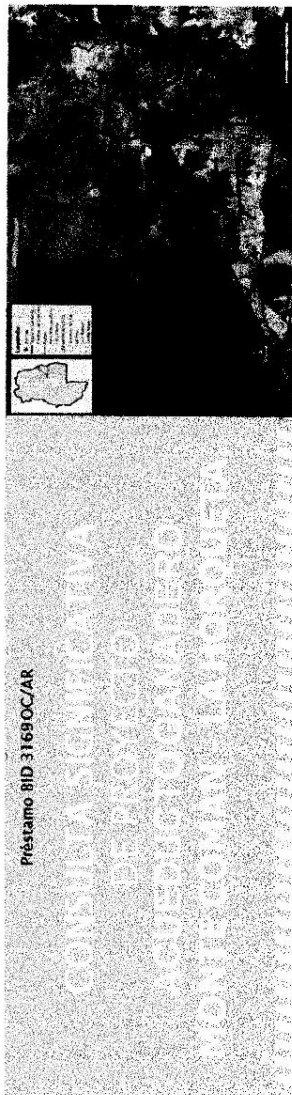 Préstamo BID 3169OC/AR
CONSULTA SIGNIFICATIVA
DE PROYECTO
ACUEDUCTO GANADERO
MONTE COMAN - LA HORQUETA